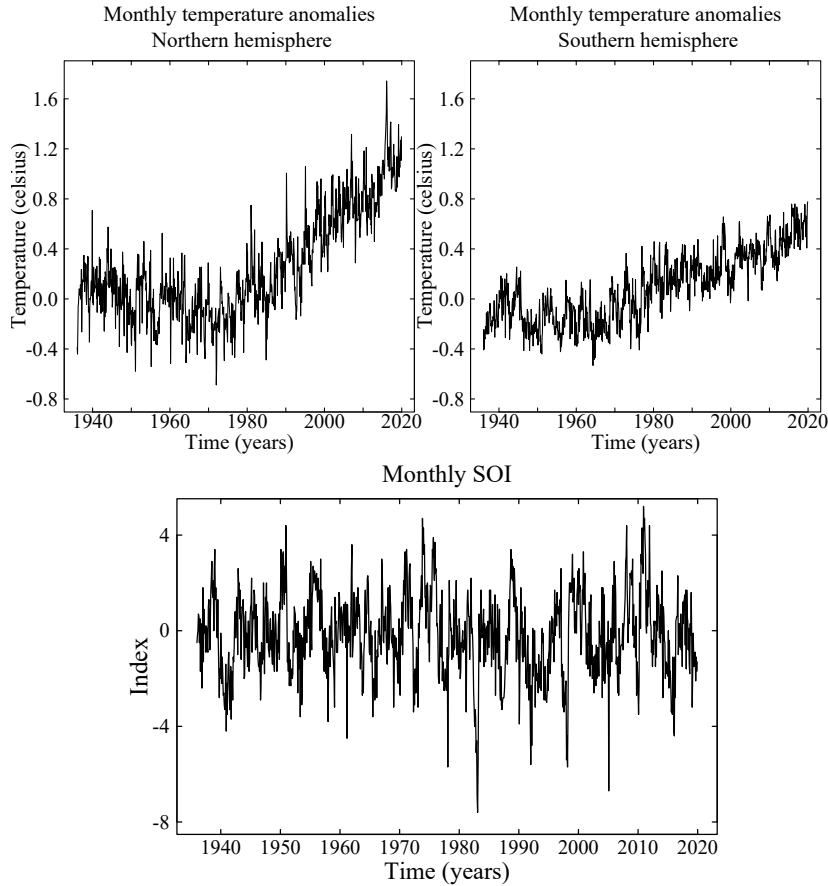 Monthly temperature anomalies
Northern hemisphere
Temperature (celsius)
1.6
1.2
0.8
0.4
0.0
-0.4
-0.8
1940 1960 1980 2000 2020
Time (years)
Monthly temperature anomalies
Southern hemisphere
Temperature (celsius)
1.6
1.2
0.8
0.4
0.0
-0.4
-0.8
1940 1960 1980 2000 2020
Time (years)
Monthly SOI
Index
4
0
-4
-8
1940 1950 1960 1970 1980 1990 2000 2010 2020
Time (years)